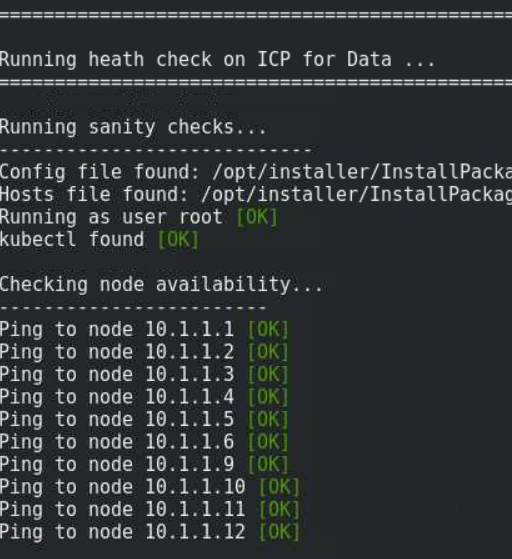 ==============================================
Running heath check on ICP for Data ...
==============================================
Running sanity checks...
----------------------------
Config file found: /opt/installer/InstallPacka
Hosts file found: /opt/installer/InstallPackag
Running as user root [OK]
kubectl found [OK]
Checking node availability...
------------------------
Ping to node 10.1.1.1 [OK]
Ping to node 10.1.1.2 [OK]
Ping to node 10.1.1.3 [OK]
Ping to node 10.1.1.4 [OK]
Ping to node 10.1.1.5 [OK]
Ping to node 10.1.1.6 [OK]
Ping to node 10.1.1.9 [OK]
Ping to node 10.1.1.10 [OK]
Ping to node 10.1.1.11 [OK]
Ping to node 10.1.1.12 [OK]